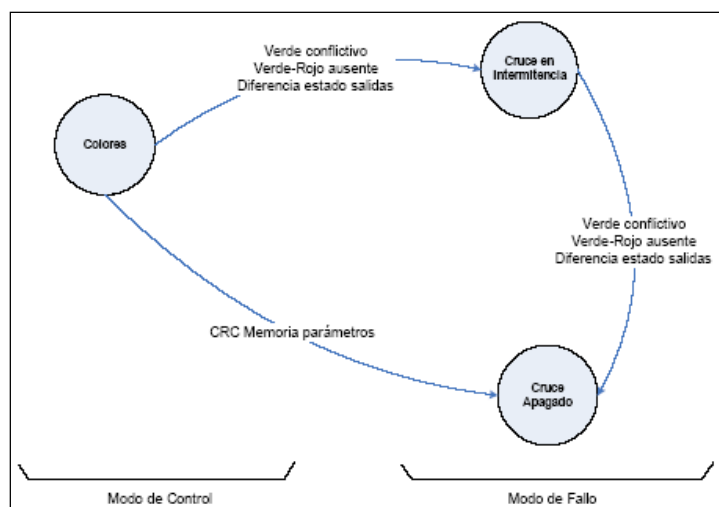 Verde conflictivo
Verde-Rojo ausente
Diferencia estado salidas
Cruce en
Intermitencia
Colores
Verde conflictivo
Verde-Rojo ausente
Diferencia estado salidas
CRC Memoria parámetros
Cruce
Apagado
Modo de Control
Modo de Fallo